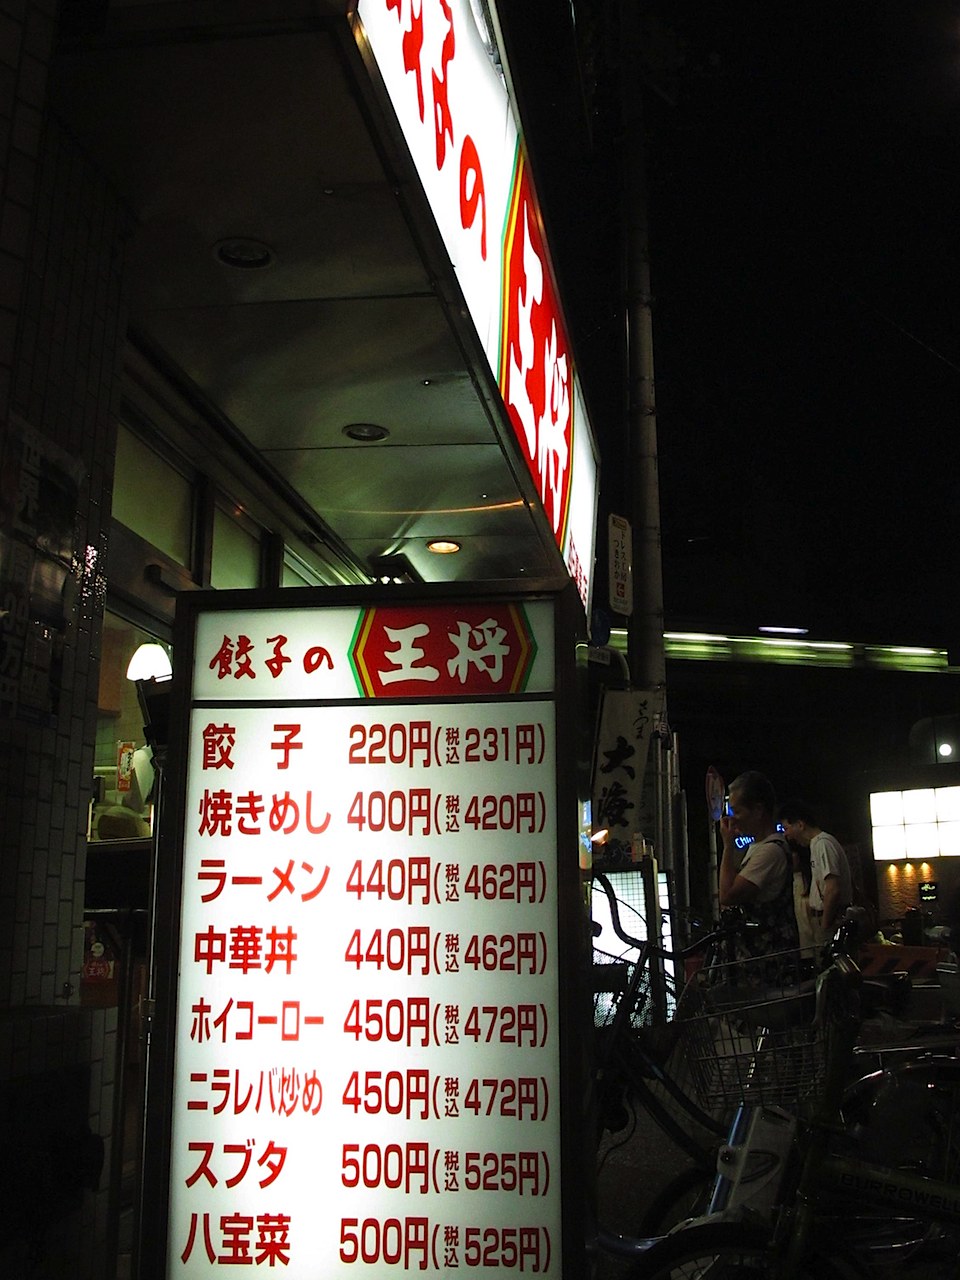 の
王将
餃子の 王将
餃 子 220円(税込231円)
焼きめし 400円(税込420円)
ラーメン 440円(税込462円)
中華丼 440円(税込462円)
ホイコーロー 450円(税込472円)
ニラレバ炒め 450円(税込472円)
スブタ 500円(税込525円)
八宝菜 500円(税込525円)
大海